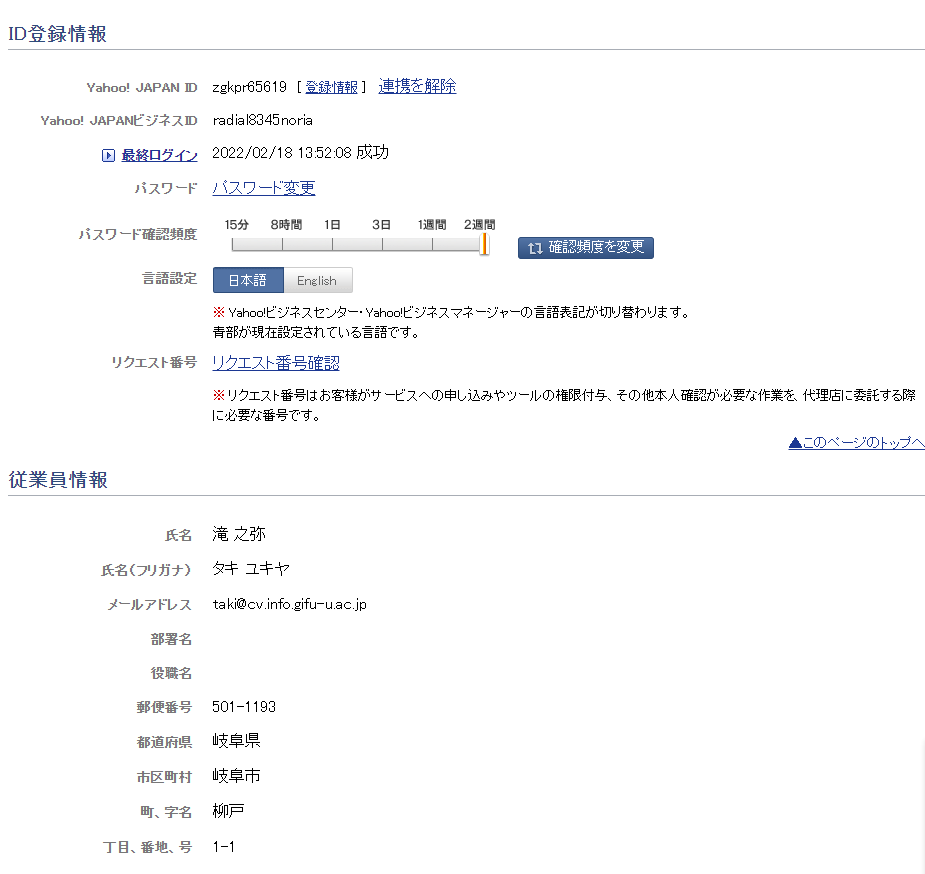 ID登録情報
Yahoo! JAPAN ID zgkpr65619 [ 登録情報 ] 連携を解除
Yahoo! JAPANビジネスID radial8345noria
最終ログイン 2022/02/18 13:52:08 成功
パスワード パスワード変更
15分 8時間 1日 3日 1週間 2週間
パスワード確認頻度 確認頻度を変更
言語設定 日本語 English
※ Yahoo!ビジネスセンター・Yahoo!ビジネスマネージャーの言語表記が切り替わります。
青部が現在設定されている言語です。
リクエスト番号 リクエスト番号確認
※リクエスト番号はお客様がサービスへの申し込みやツールの権限付与、その他本人確認が必要な作業を、代理店に委託する際
に必要な番号です。
▲このページのトップへ
従業員情報
氏名 滝 之弥
氏名(フリガナ) タキ ユキヤ
メールアドレス taki@cv.info.gifu-u.ac.jp
部署名
役職名
郵便番号 501-1193
都道府県 岐阜県
市区町村 岐阜市
町、字名 柳戸
丁目、番地、号 1-1